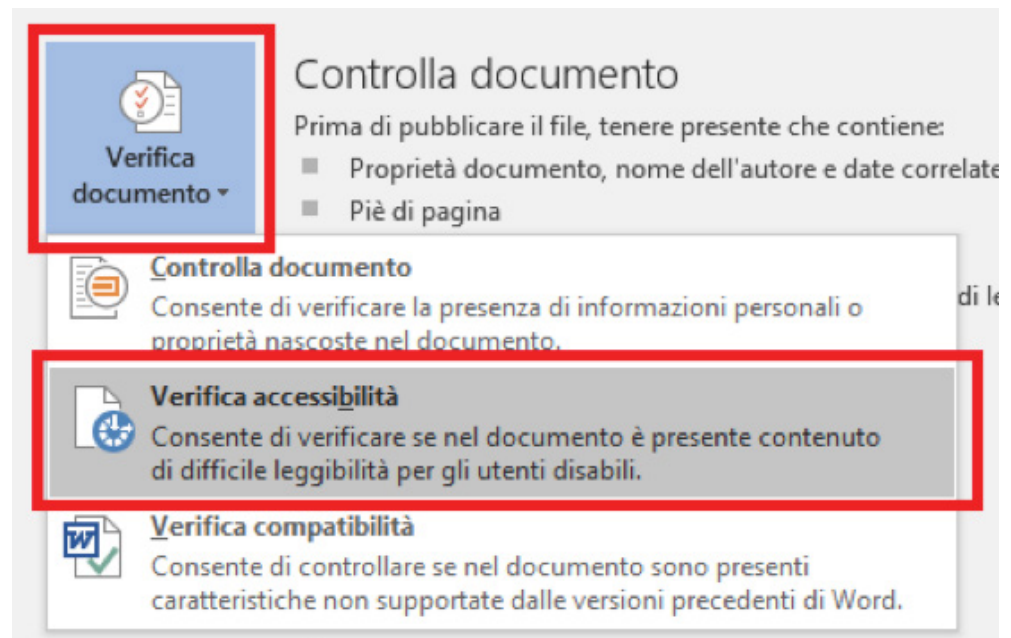 Verifica
documento
Controlla documento
Prima di pubblicare il file, tenere presente che contiene:
Proprietà documento, nome dell'autore e date correlate
Piè di pagina
Controlla documento
Consente di verificare la presenza di informazioni personali o
proprietà nascoste nel documento.
di le
Verifica accessibilità
Consente di verificare se nel documento è presente contenuto
di difficile leggibilità per gli utenti disabili.
Verifica compatibilità
Consente di controllare se nel documento sono presenti
caratteristiche non supportate dalle versioni precedenti di Word.